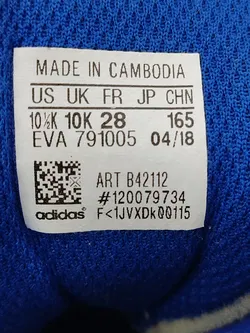 MADE IN CAMBODIA
US UK FR JP CHN
10½K 10K 28 165
EVA 791005 04/18
ART B42112
#120079734
F<1JVXDk00115
adidas